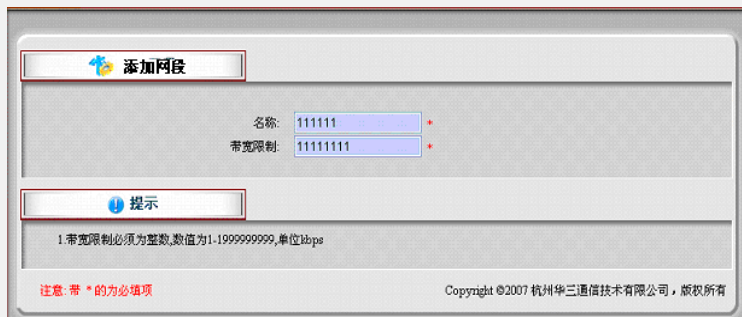 添加网段
名称: 111111 *
带宽限制: 11111111 *
提示
1.带宽限制必须为整数,数值为1-1999999999,单位kbps
注意: 带 * 的为必填项
Copyright ©2007 杭州华三通信技术有限公司，版权所有